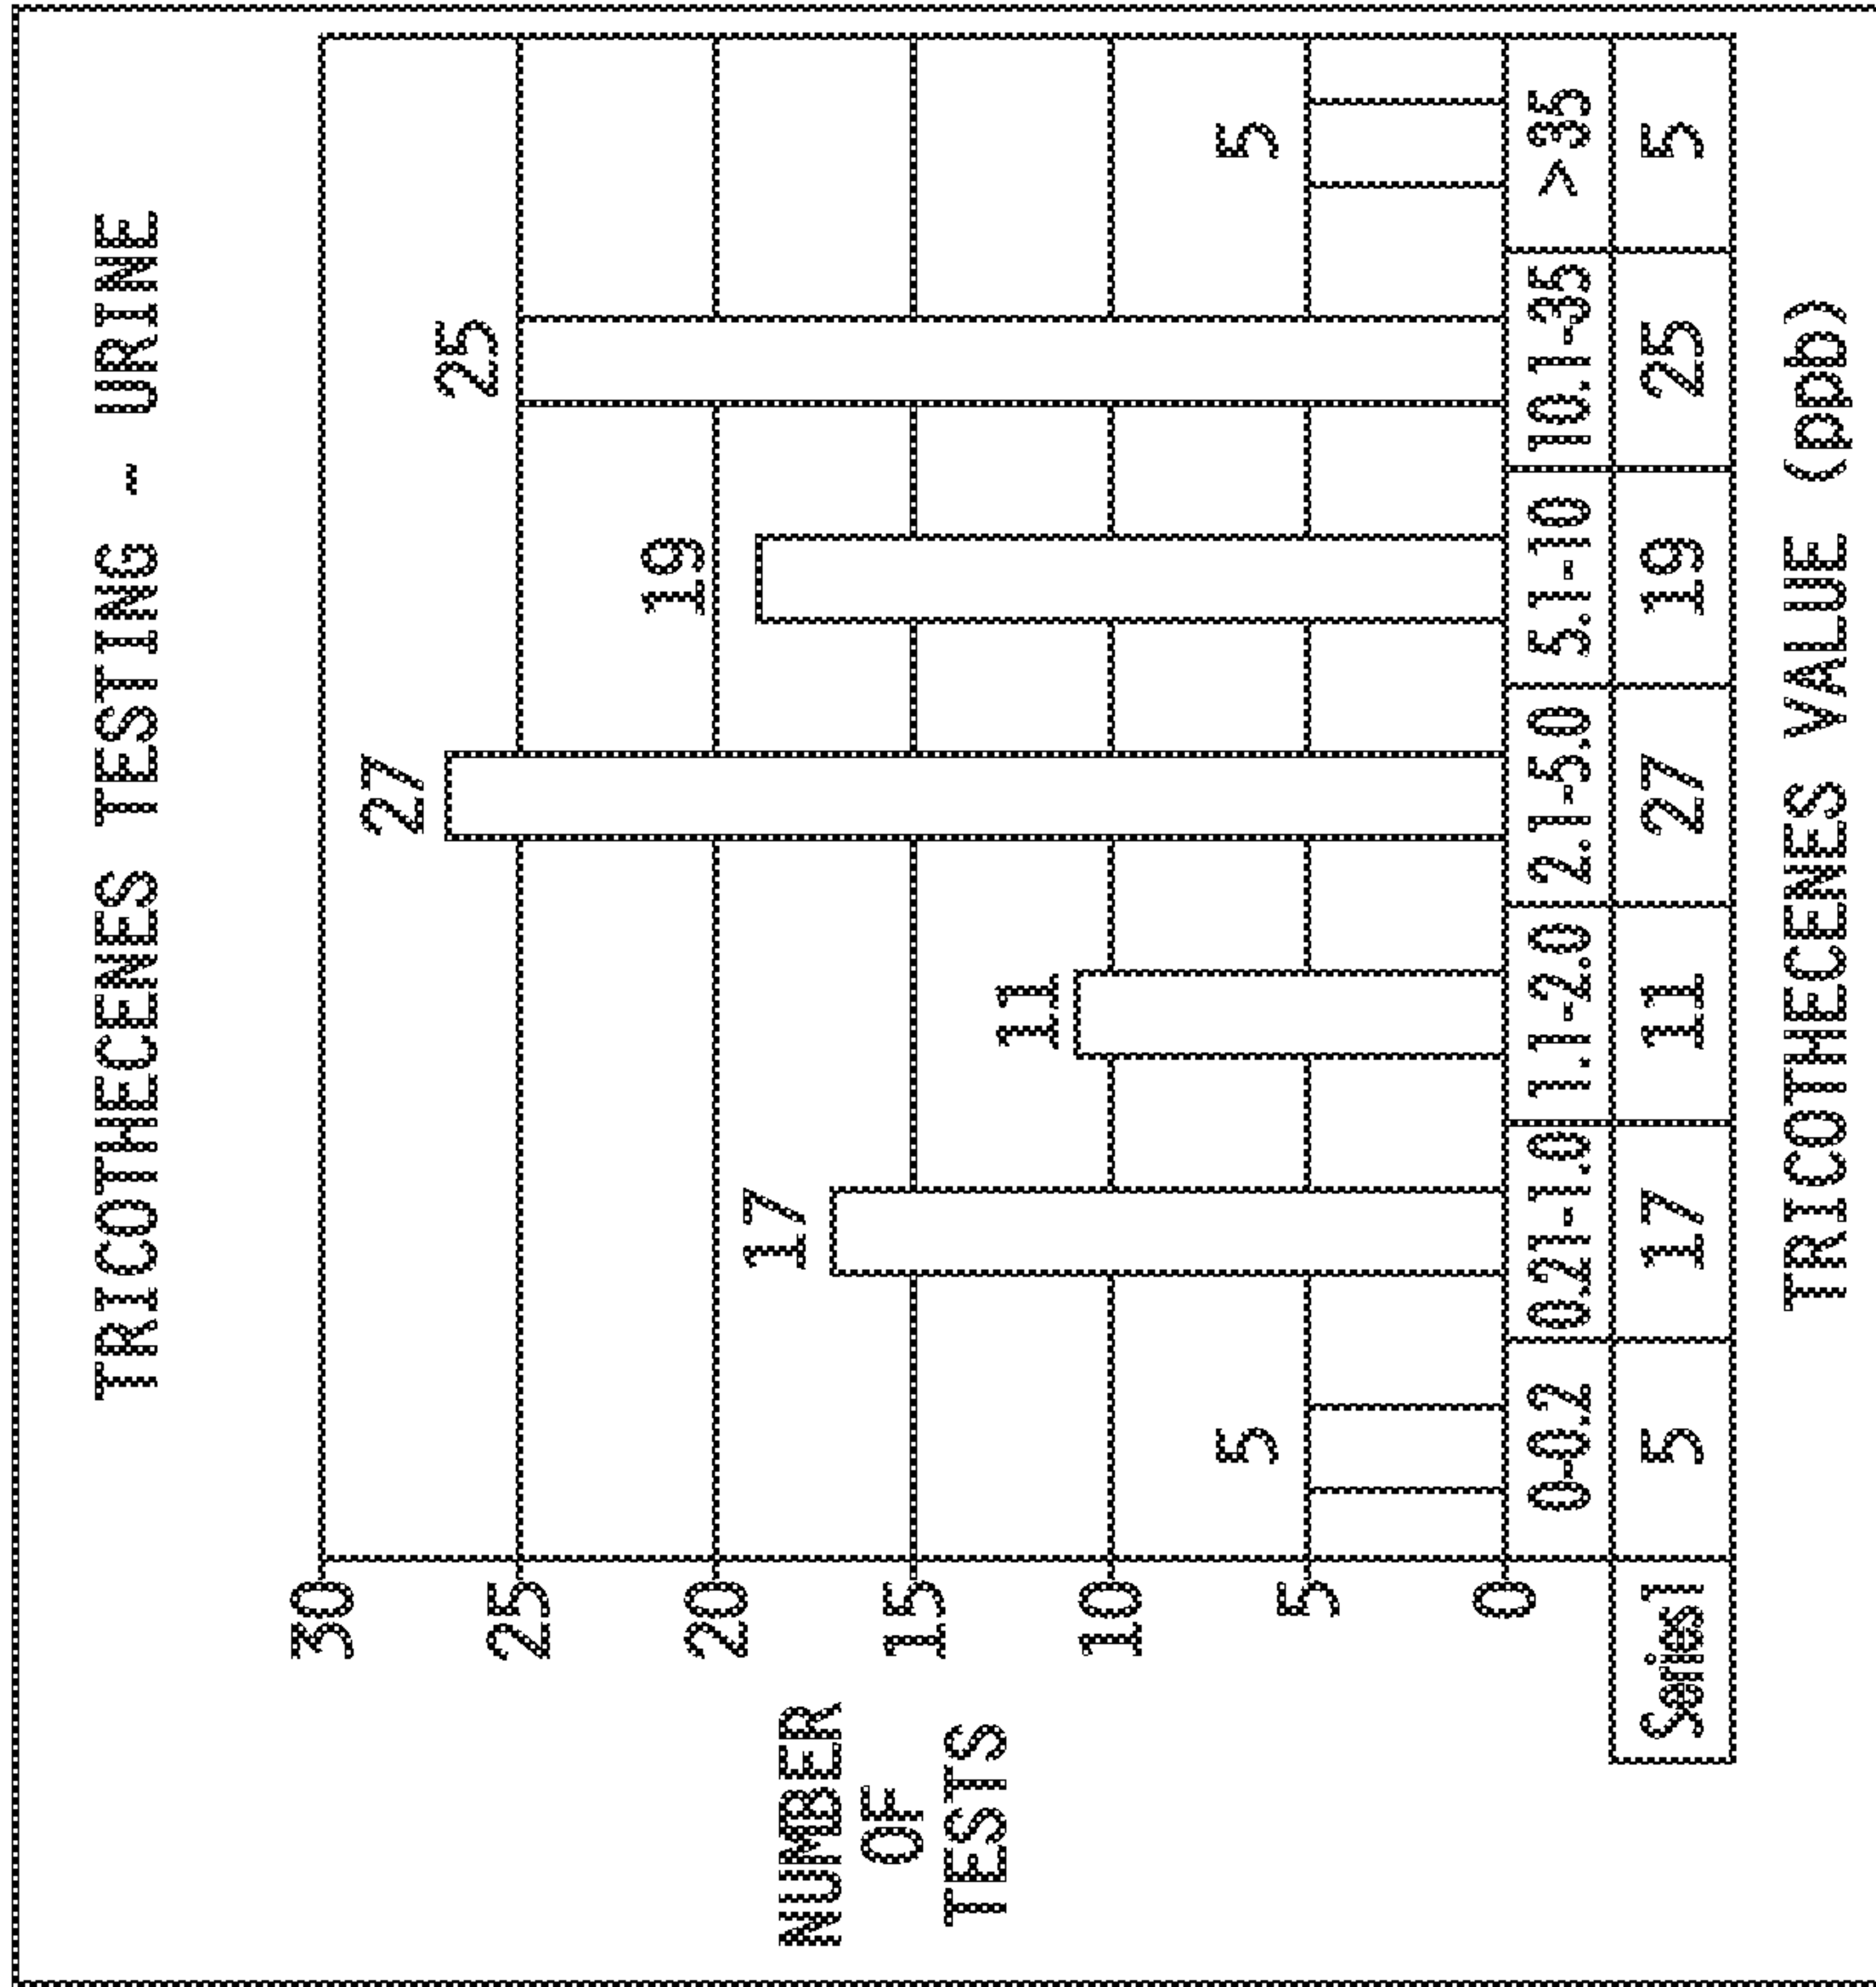 TRICOTHECENES TESTING - URINE
30
25
20
15
10
5
0
NUMBER
OF
TESTS
5
17
11
27
19
25
5
0-0.2 0.21-1.0 1.1-2.0 2.1-5.0 5.1-10 10.1-35 >35
Series1 5 17 11 27 19 25 5
TRICOTHECENES VALUE (ppb)